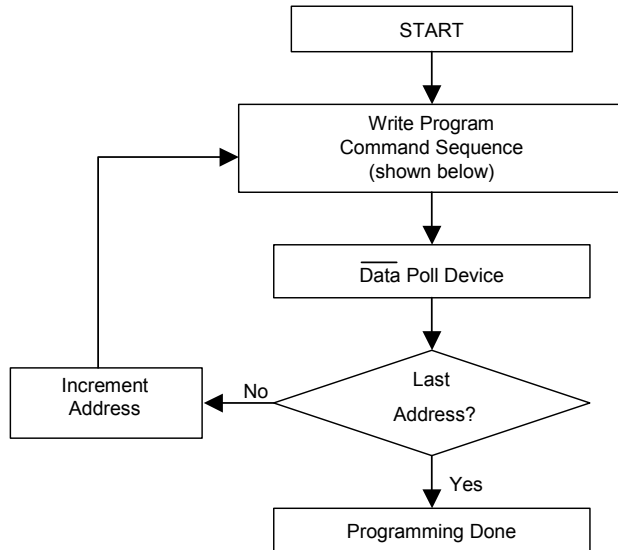 START
Write Program
Command Sequence
(shown below)
Data Poll Device
Last
Address?
No
Increment
Address
Yes
Programming Done